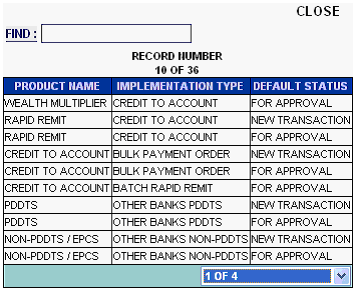 CLOSE
FIND :
RECORD NUMBER
10 OF 36
PRODUCT NAME IMPLEMENTATION TYPE DEFAULT STATUS
WEALTH MULTIPLIER CREDIT TO ACCOUNT FOR APPROVAL
RAPID REMIT CREDIT TO ACCOUNT NEW TRANSACTION
RAPID REMIT CREDIT TO ACCOUNT FOR APPROVAL
CREDIT TO ACCOUNT BULK PAYMENT ORDER NEW TRANSACTION
CREDIT TO ACCOUNT BULK PAYMENT ORDER FOR APPROVAL
CREDIT TO ACCOUNT BATCH RAPID REMIT FOR APPROVAL
PDDTS OTHER BANKS PDDTS NEW TRANSACTION
PDDTS OTHER BANKS PDDTS FOR APPROVAL
NON-PDDTS / EPCS OTHER BANKS NON-PDDTS NEW TRANSACTION
NON-PDDTS / EPCS OTHER BANKS NON-PDDTS FOR APPROVAL
1 OF 4